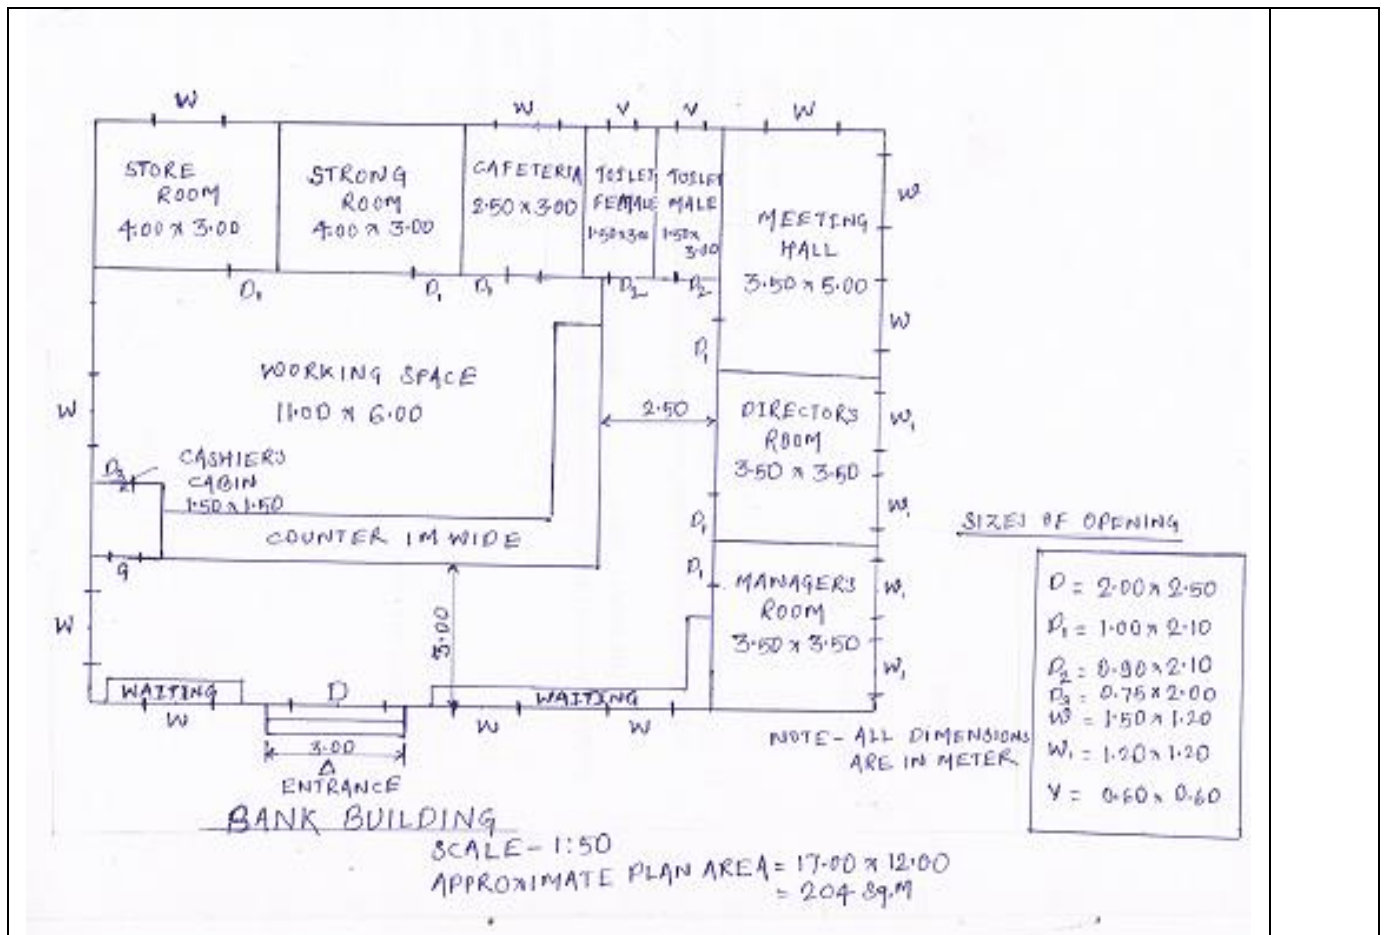 W
W
V
V
W
STORE
ROOM
4.00 x 3.00
STRONG
ROOM
4.00 x 3.00
CAFETERIA
2.50 x 3.00
TOILET
FEMALE
1.50x3.00
TOILET
MALE
1.50x
3.00
MEETING
HALL
3.50 x 5.00
W
W
D1
D1
D1
D2
D2
D1
WORKING SPACE
11.00 x 6.00
2.50
W
DIRECTORS
ROOM
3.50 x 3.50
W1
W1
D3
CASHIERS
CABIN
1.50 x 1.50
COUNTER 1M WIDE
D1
D1
G
W
3.00
MANAGERS
ROOM
3.50 x 3.50
W1
W1
WAITING
D
WAITING
W
W
W
3.00
ENTRANCE
SIZES OF OPENING
D = 2.00 x 2.50
D1 = 1.00 x 2.10
D2 = 0.90 x 2.10
D3 = 0.75 x 2.00
W = 1.50 x 1.20
W1 = 1.20 x 1.20
V = 0.60 x 0.60
NOTE - ALL DIMENSIONS
ARE IN METER
BANK BUILDING
SCALE - 1:50
APPROXIMATE PLAN AREA = 17.00 x 12.00
= 204 Sq.M